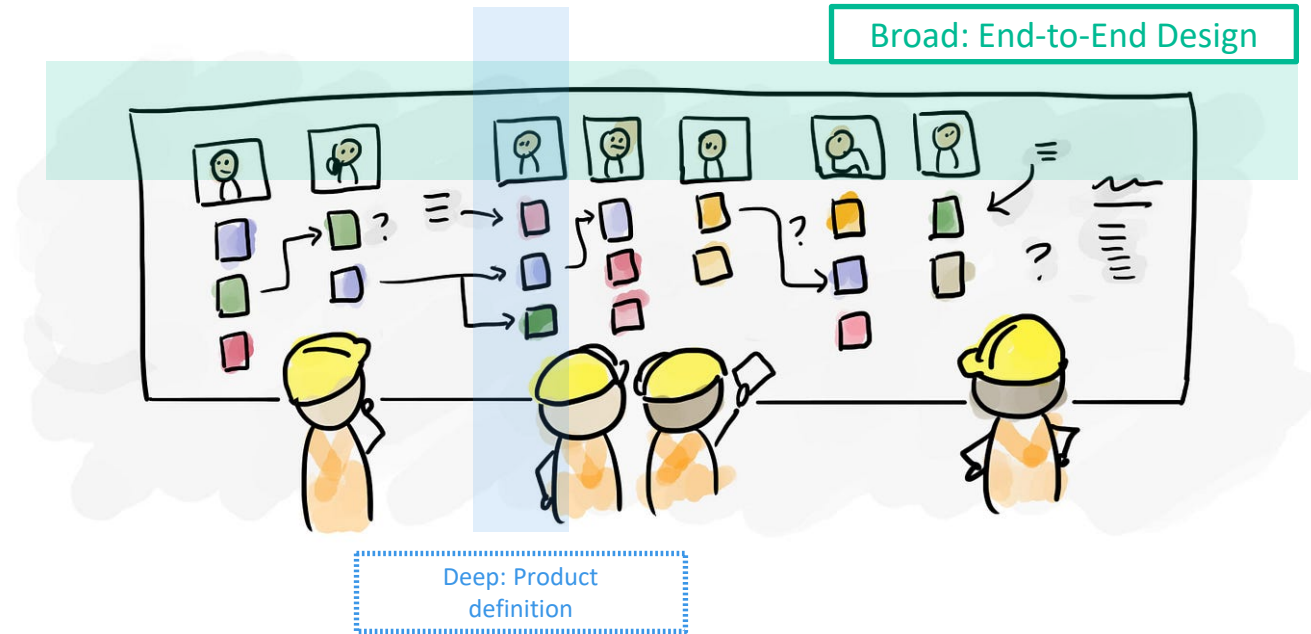 Broad: End-to-End Design
?
?
?
Deep: Product
definition